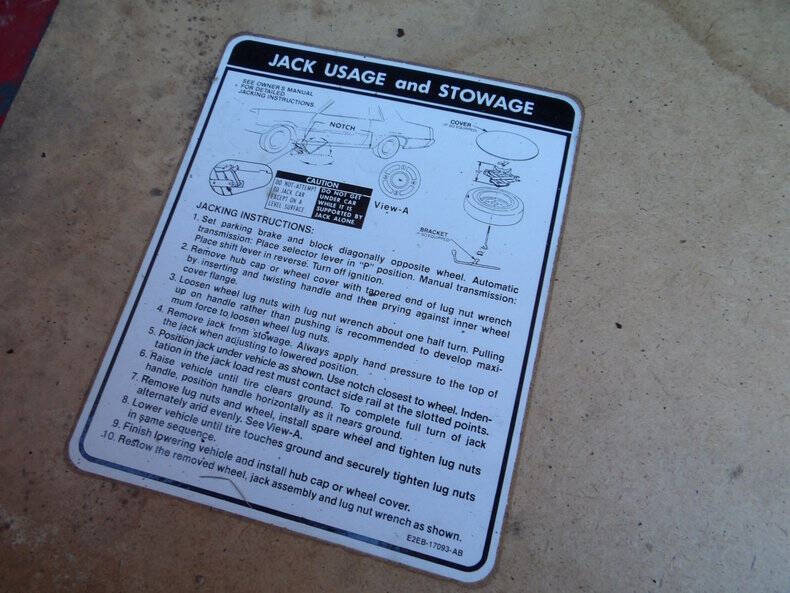 JACK USAGE and STOWAGE
SEE OWNER'S MANUAL
FOR DETAILED
JACKING INSTRUCTIONS
NOTCH
COVER
SO EQUIPPED
CAUTION
DO NOT ATTEMPT
TO JACK CAR
EXCEPT ON A
LEVEL SURFACE
DO NOT GET
UNDER CAR
WHILE IT IS
SUPPORTED BY
JACK ALONE
View-A
BRACKET
SO EQUIPPED
JACKING INSTRUCTIONS:
1. Set parking brake and block diagonally opposite wheel. Automatic
transmission: Place selector lever in "P" position. Manual transmission:
Place shift lever in reverse. Turn off ignition.
2. Remove hub cap or wheel cover with tapered end of lug nut wrench
by inserting and twisting handle and then prying against inner wheel
cover flange.
3. Loosen wheel lug nuts with lug nut wrench about one half turn. Pulling
up on handle rather than pushing is recommended to develop maxi-
mum force to loosen wheel lug nuts.
4. Remove jack from stowage. Always apply hand pressure to the top of
the jack when adjusting to lowered position.
5. Position jack under vehicle as shown. Use notch closest to wheel. Inden-
tation in the jack load rest must contact side rail at the slotted points.
6. Raise vehicle until tire clears ground. To complete full turn of jack
handle, position handle horizontally as it nears ground.
7. Remove lug nuts and wheel, install spare wheel and tighten lug nuts
alternately and evenly. See View-A.
8. Lower vehicle until tire touches ground and securely tighten lug nuts
in same sequence.
9. Finish lowering vehicle and install hub cap or wheel cover.
10. Restow the removed wheel, jack assembly and lug nut wrench as shown.
E2EB-17093-AB